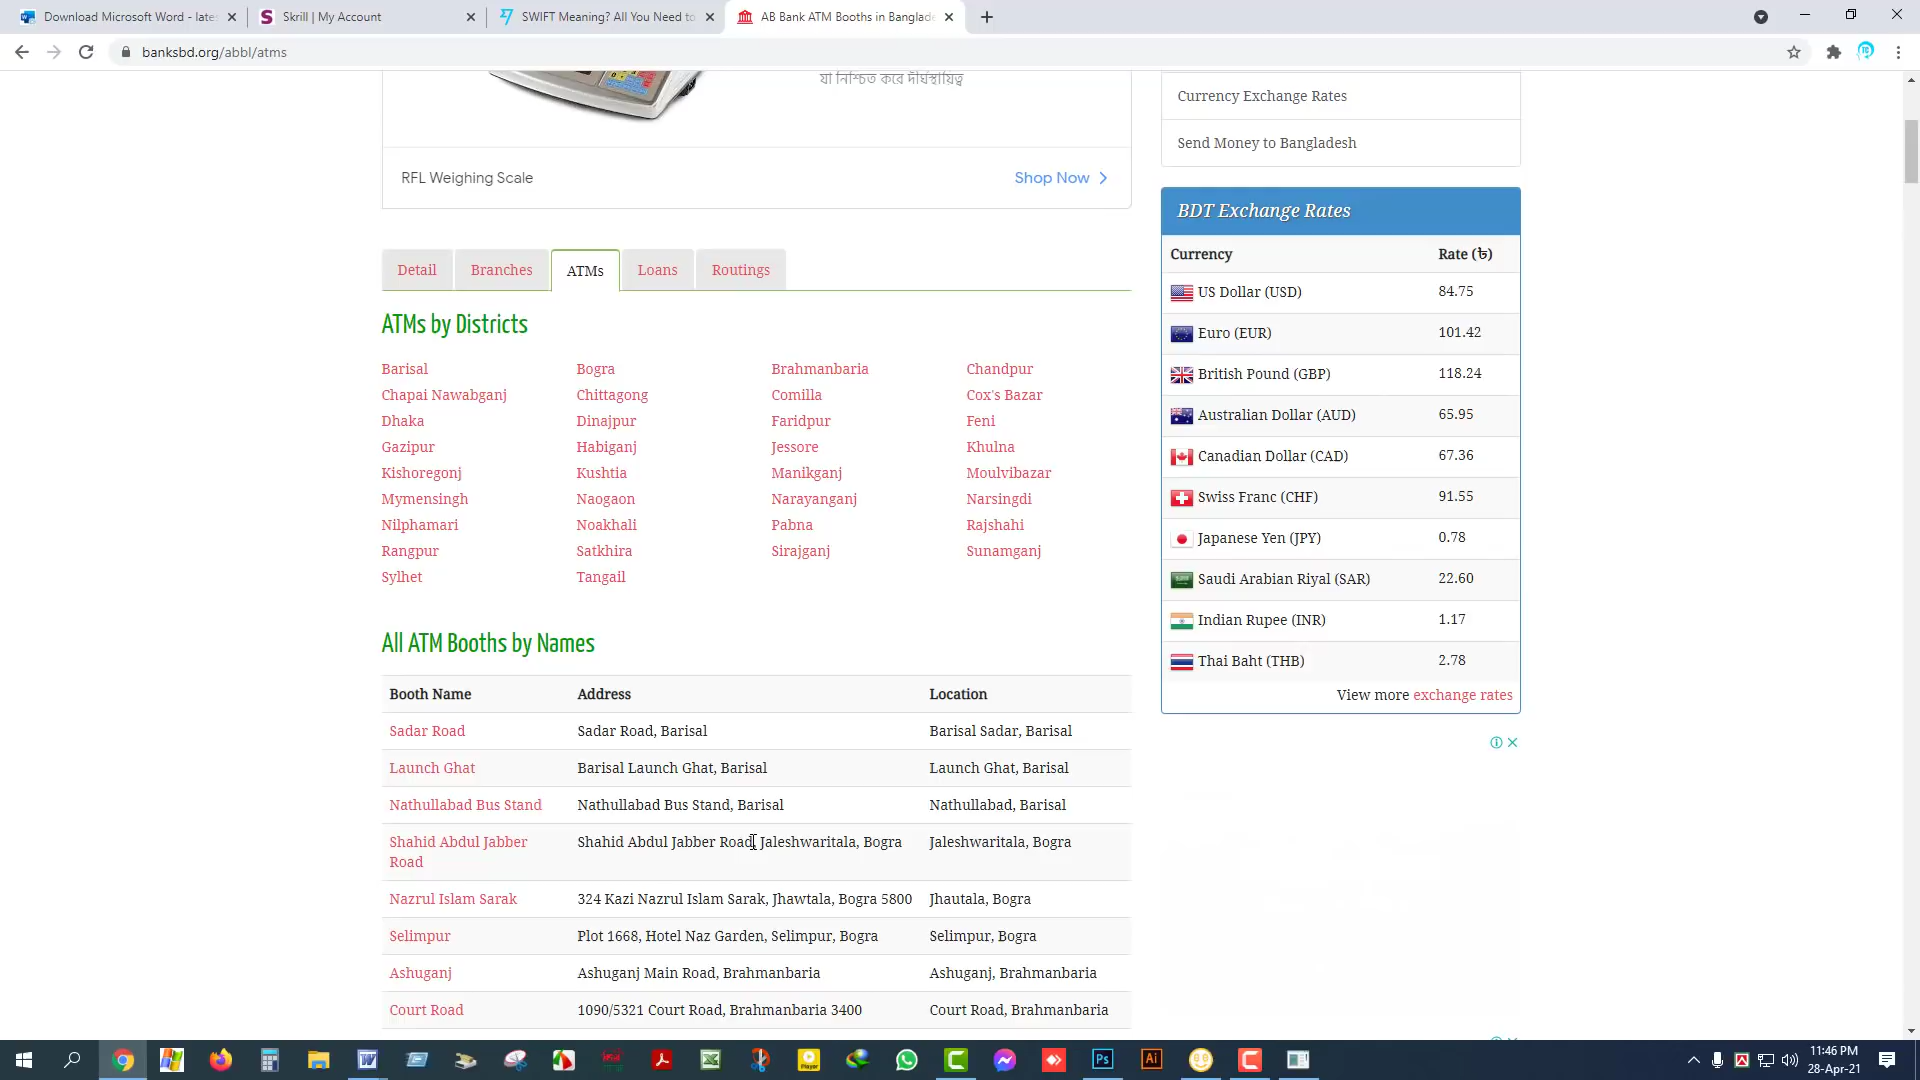 Download Microsoft Word - late
Skrill | My Account
SWIFT Meaning? All You Need to
AB Bank ATM Booths in Banglade
banksbd.org/abbl/atms
যা নিশ্চিত করে দীর্ঘস্থায়িত্ব
RFL Weighing Scale
Shop Now
Currency Exchange Rates
Send Money to Bangladesh
Detail
Branches
ATMs
Loans
Routings
ATMs by Districts
Barisal Bogra Brahmanbaria Chandpur
Chapai Nawabganj Chittagong Comilla Cox's Bazar
Dhaka Dinajpur Faridpur Feni
Gazipur Habiganj Jessore Khulna
Kishoregonj Kushtia Manikganj Moulvibazar
Mymensingh Naogaon Narayanganj Narsingdi
Nilphamari Noakhali Pabna Rajshahi
Rangpur Satkhira Sirajganj Sunamganj
Sylhet Tangail
All ATM Booths by Names
Booth Name Address Location
Sadar Road Sadar Road, Barisal Barisal Sadar, Barisal
Launch Ghat Barisal Launch Ghat, Barisal Launch Ghat, Barisal
Nathullabad Bus Stand Nathullabad Bus Stand, Barisal Nathullabad, Barisal
Shahid Abdul Jabber Road Shahid Abdul Jabber Road, Jaleshwaritala, Bogra Jaleshwaritala, Bogra
Nazrul Islam Sarak 324 Kazi Nazrul Islam Sarak, Jhawtala, Bogra 5800 Jhautala, Bogra
Selimpur Plot 1668, Hotel Naz Garden, Selimpur, Bogra Selimpur, Bogra
Ashuganj Ashuganj Main Road, Brahmanbaria Ashuganj, Brahmanbaria
Court Road 1090/5321 Court Road, Brahmanbaria 3400 Court Road, Brahmanbaria
BDT Exchange Rates
Currency Rate (৳)
US Dollar (USD) 84.75
Euro (EUR) 101.42
British Pound (GBP) 118.24
Australian Dollar (AUD) 65.95
Canadian Dollar (CAD) 67.36
Swiss Franc (CHF) 91.55
Japanese Yen (JPY) 0.78
Saudi Arabian Riyal (SAR) 22.60
Indian Rupee (INR) 1.17
Thai Baht (THB) 2.78
View more exchange rates
Player
Ps
Ai
11:46 PM
28-Apr-21